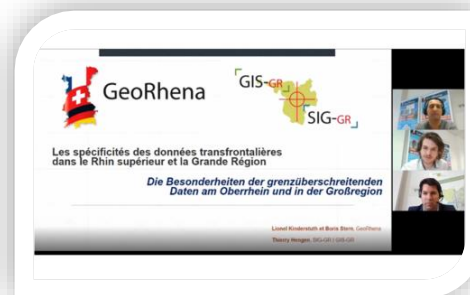 GeoRhena
GIS-GR
SIG-GR
Les spécificités des données transfrontalières
dans le Rhin supérieur et la Grande Région
Die Besonderheiten der grenzüberschreitenden
Daten am Oberrhein und in der Großregion
Lionel Kinderstuth et Boris Stern, GeoRhena
Thierry Hengen, SIG-GR / GIS-GR